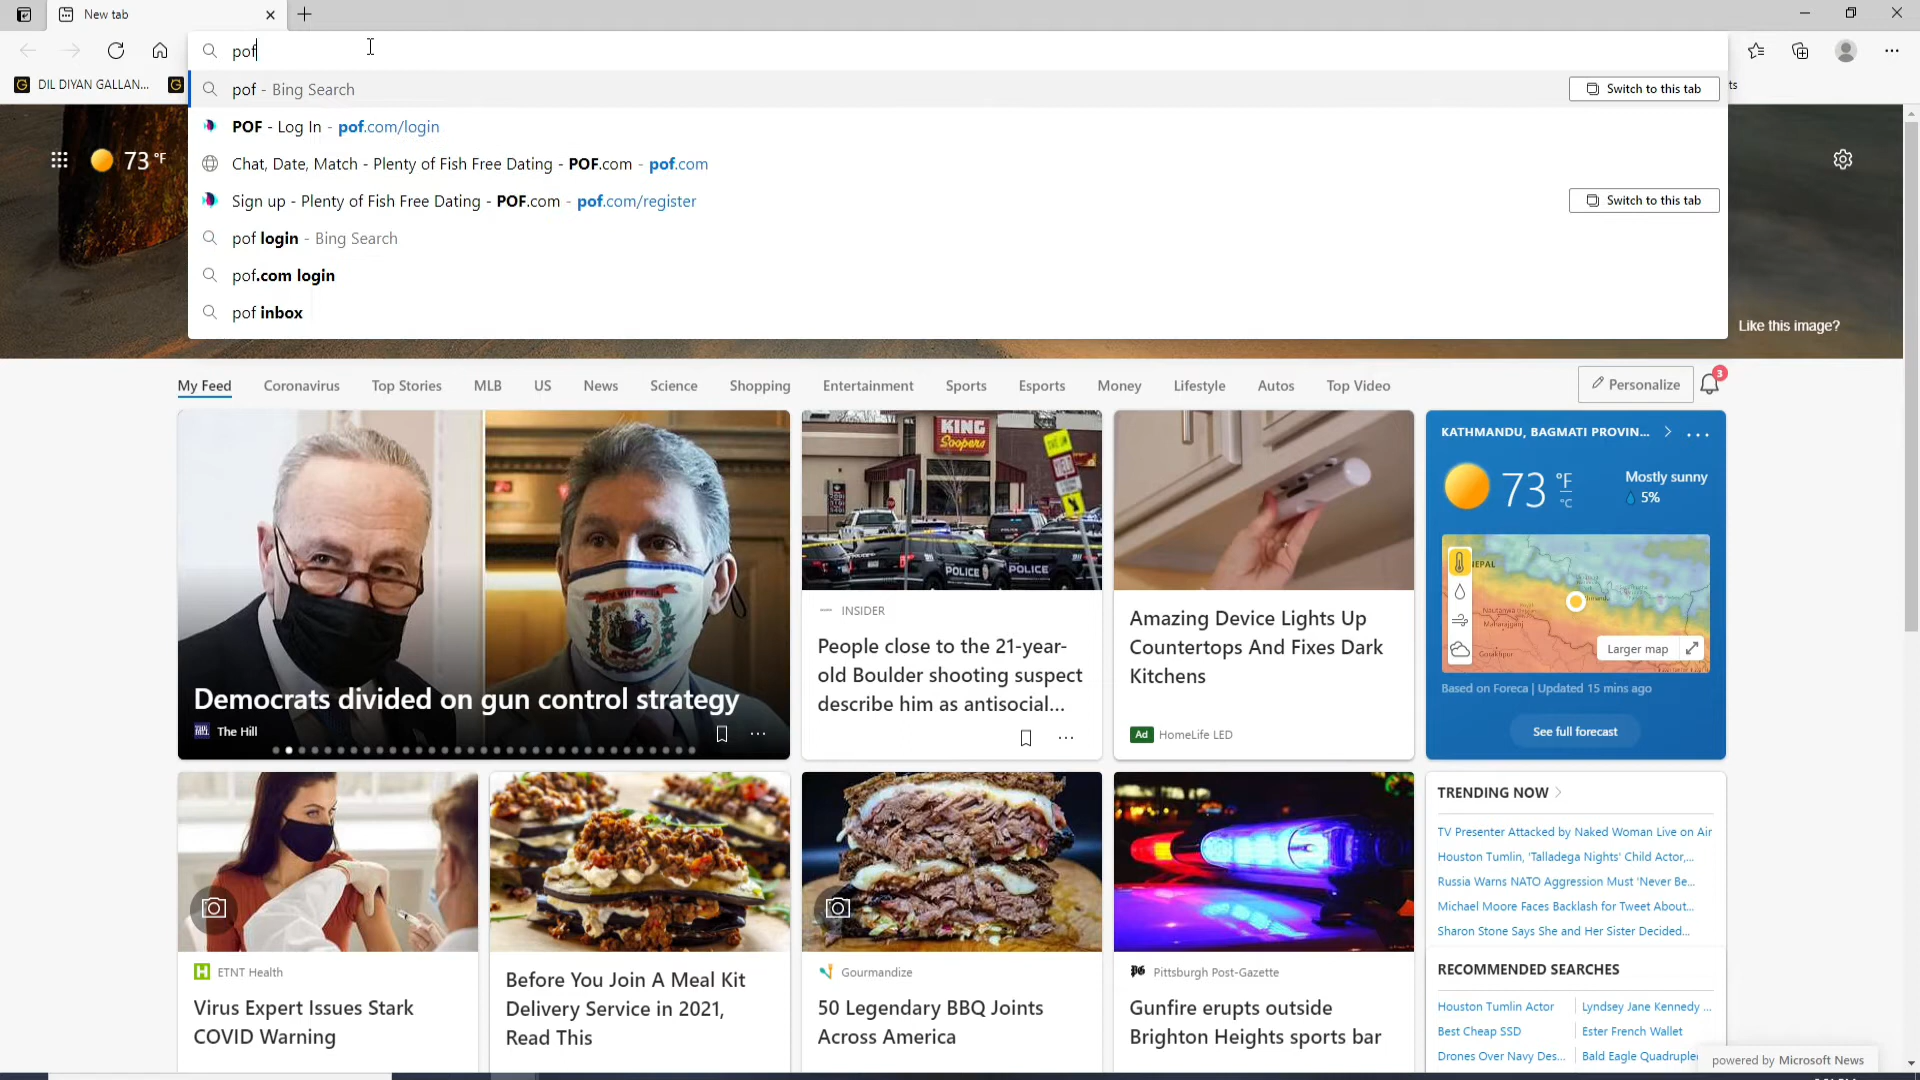 New tab
pof
DIL DIYAN GALLAN...
ts
pof - Bing Search
Switch to this tab
POF - Log In - pof.com/login
Chat, Date, Match - Plenty of Fish Free Dating - POF.com - pof.com
Sign up - Plenty of Fish Free Dating - POF.com - pof.com/register
Switch to this tab
pof login - Bing Search
pof.com login
pof inbox
73 °F
Like this image?
My Feed
Coronavirus
Top Stories
MLB
US
News
Science
Shopping
Entertainment
Sports
Esports
Money
Lifestyle
Autos
Top Video
Personalize
3
Democrats divided on gun control strategy
The Hill
KING
Soopers
POLICE
POLICE
INSIDER
People close to the 21-year-
old Boulder shooting suspect
describe him as antisocial...
Amazing Device Lights Up
Countertops And Fixes Dark
Kitchens
Ad HomeLife LED
KATHMANDU, BAGMATI PROVIN...
73 °F
°C
Mostly sunny
5%
NEPAL
Gorakhpur
Larger map
Based on Foreca | Updated 15 mins ago
See full forecast
ETNT Health
Virus Expert Issues Stark
COVID Warning
Before You Join A Meal Kit
Delivery Service in 2021,
Read This
Gourmandize
50 Legendary BBQ Joints
Across America
Pittsburgh Post-Gazette
Gunfire erupts outside
Brighton Heights sports bar
TRENDING NOW
TV Presenter Attacked by Naked Woman Live on Air
Houston Tumlin, 'Talladega Nights' Child Actor,...
Russia Warns NATO Aggression Must 'Never Be...
Michael Moore Faces Backlash for Tweet About...
Sharon Stone Says She and Her Sister Decided...
RECOMMENDED SEARCHES
Houston Tumlin Actor
Lyndsey Jane Kennedy ...
Best Cheap SSD
Ester French Wallet
Drones Over Navy Des...
Bald Eagle Quadruple
powered by Microsoft News